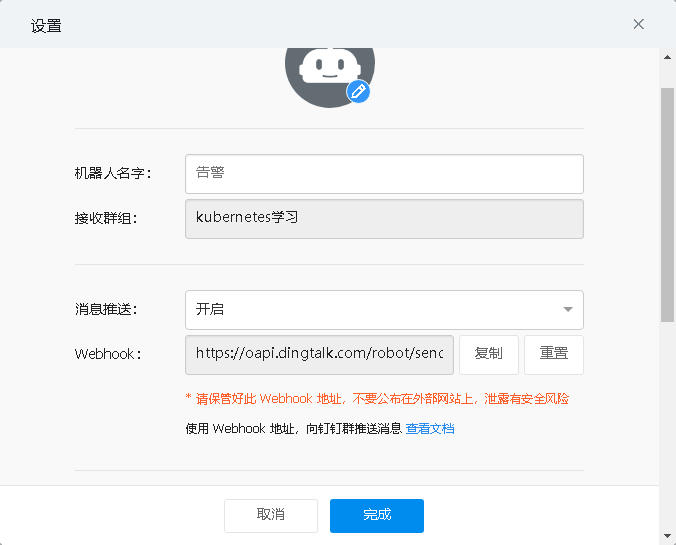 设置
机器人名字：
告警
接收群组：
kubernetes学习
消息推送：
开启
Webhook：
https://oapi.dingtalk.com/robot/senc
复制
重置
* 请保管好此 Webhook 地址，不要公布在外部网站上，泄露有安全风险
使用 Webhook 地址，向钉钉群推送消息 查看文档
取消
完成